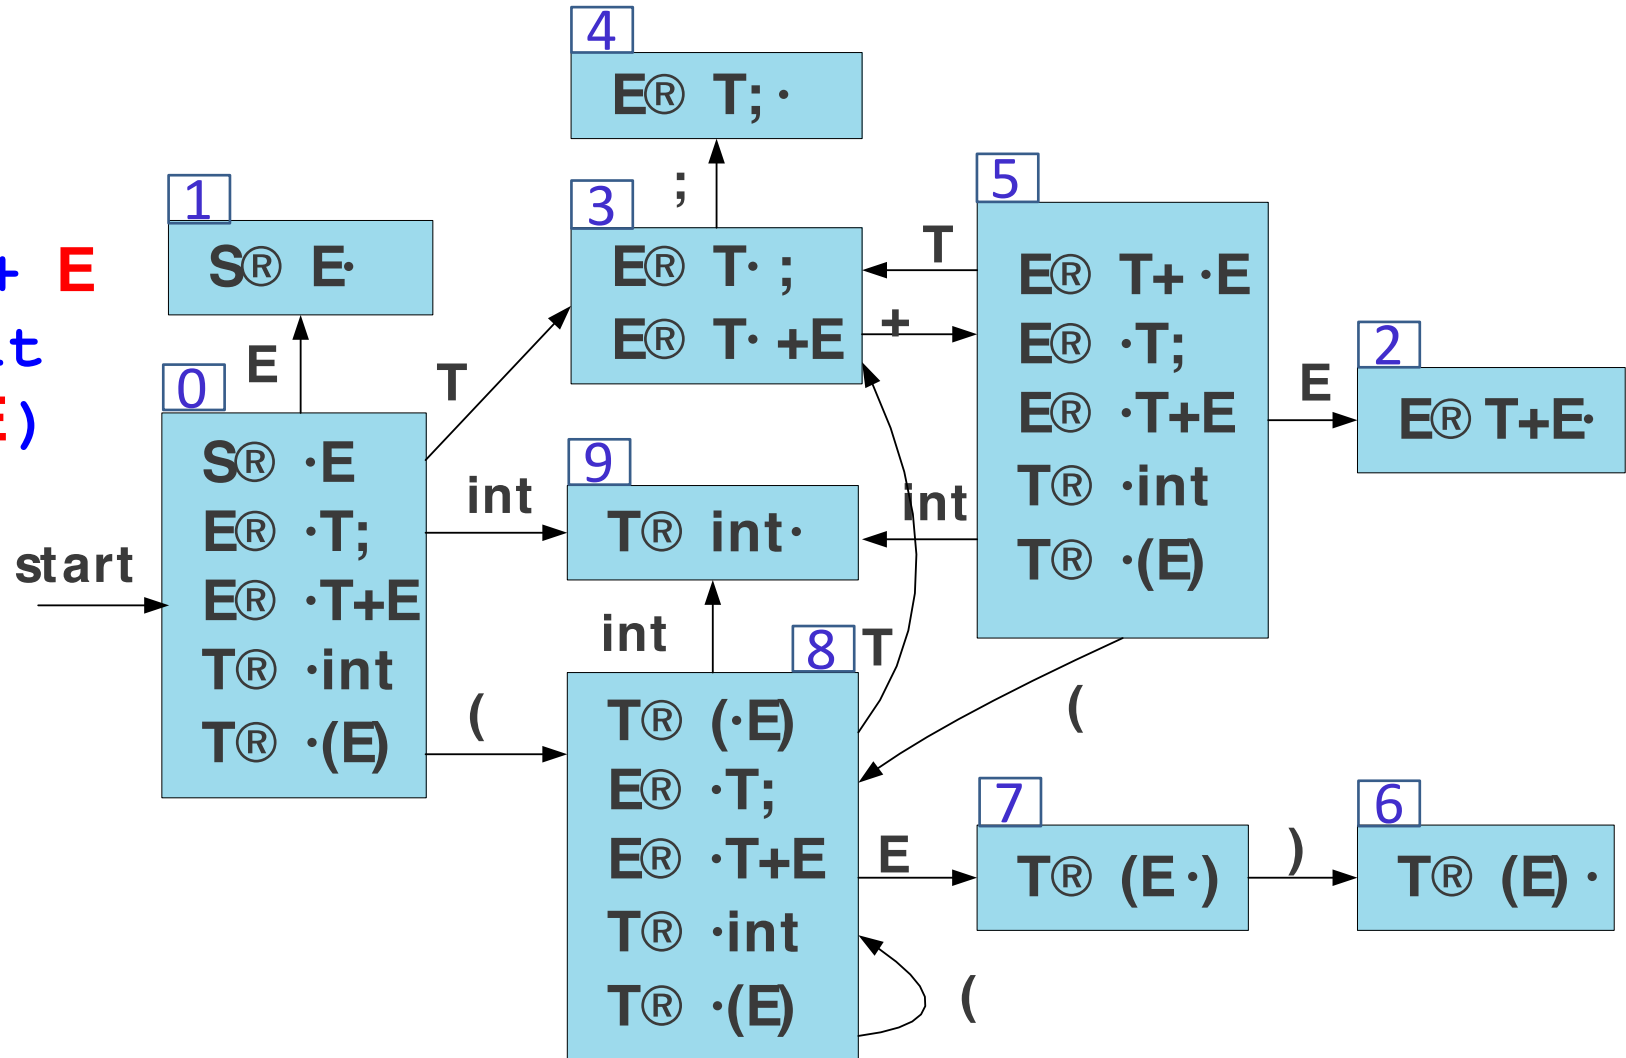 4
E® T; ·
1
S® E·
;
3
E® T· ;
E® T· +E
T
+
5
E® T+ ·E
E® ·T;
E® ·T+E
T® ·int
T® ·(E)
+ E
E)
E
T
E
2
E® T+E·
0
S® ·E
E® ·T;
E® ·T+E
T® ·int
T® ·(E)
start
int
9
T® int·
int
int
(
8
T
T® (·E)
E® ·T;
E® ·T+E
T® ·int
T® ·(E)
(
E
7
T® (E ·)
)
6
T® (E) ·
(